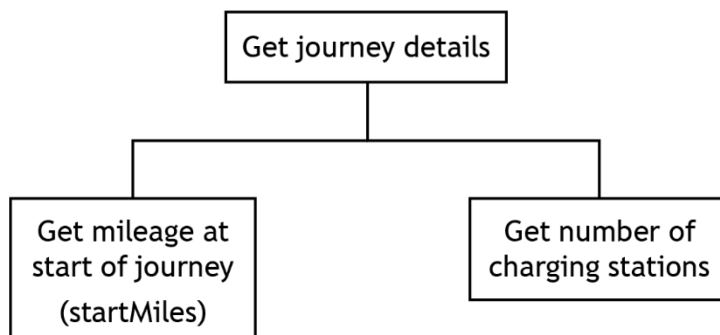 Get journey details
Get mileage at
start of journey
(startMiles)
Get number of
charging stations